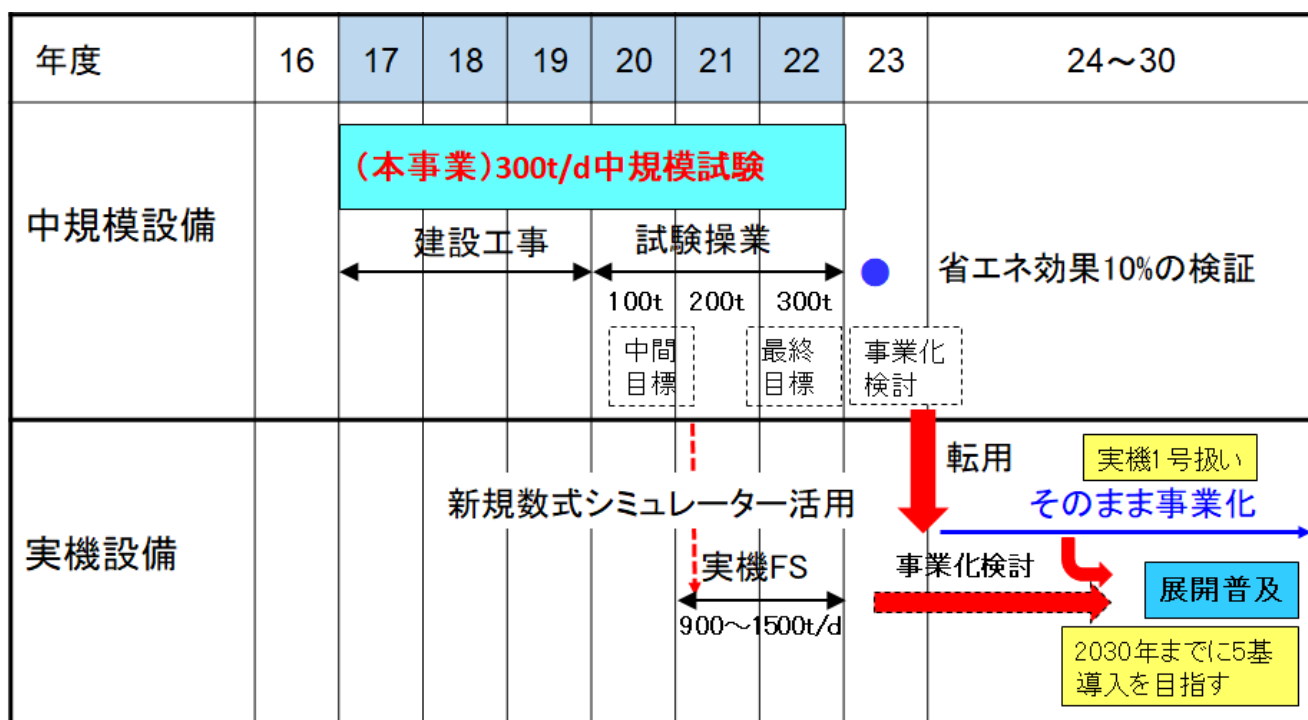 年度 16 17 18 19 20 21 22 23 24～30
中規模設備
（本事業）300t/d中規模試験
建設工事 試験操業
省エネ効果10%の検証
100t 200t 300t
中間
目標
最終
目標
事業化
検討
実機設備
転用
実機1号扱い
新規数式シミュレーター活用
そのまま事業化
実機FS
900～1500t/d
事業化検討
展開普及
2030年までに5基
導入を目指す